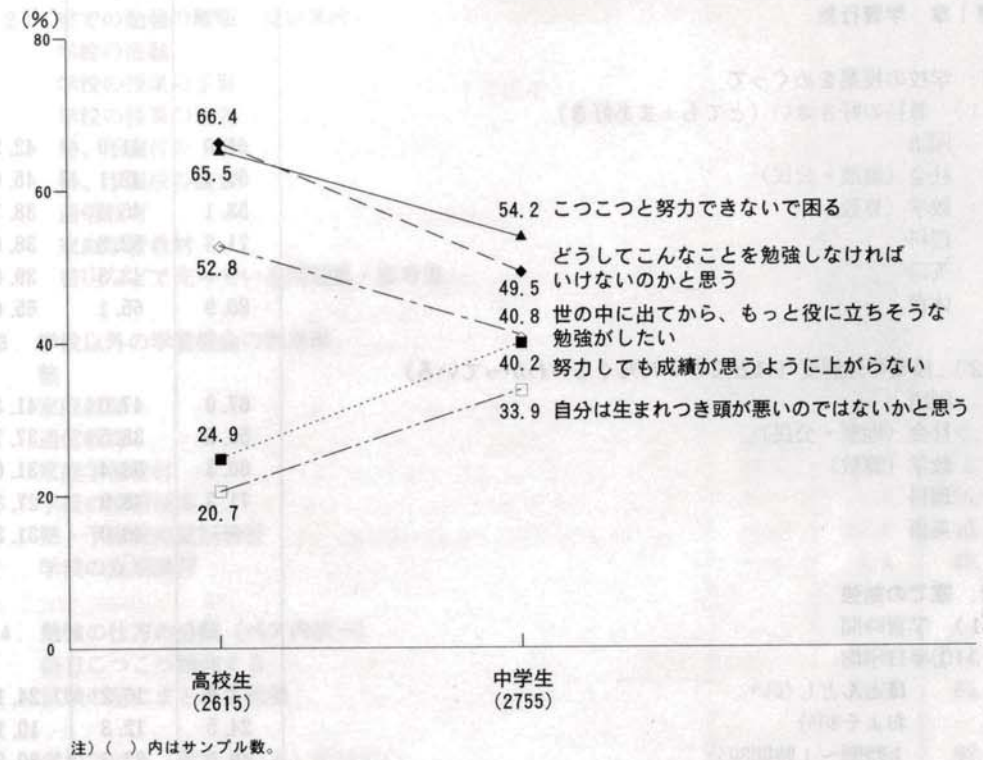 (%)
80
66.4
65.5
60
54.2 こつこつと努力できないで困る
どうしてこんなことを勉強しなければ
49.5 いけないのかと思う
52.8
40.8 世の中に出てから、もっと役に立ちそうな
勉強がしたい
40
40.2 努力しても成績が思うように上がらない
33.9 自分は生まれつき頭が悪いのではないかと思う
24.9
20
20.7
0
高校生
(2615)
中学生
(2755)
注)( )内はサンプル数。